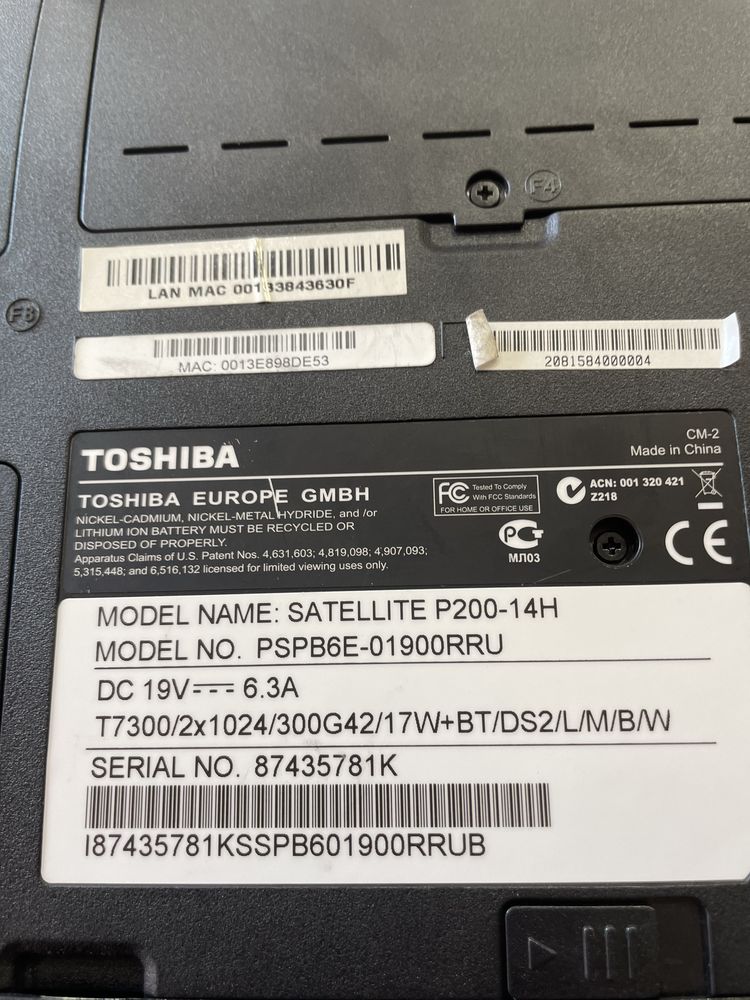 F4
LAN MAC 00133843630F
F8
MAC: 0013E898DE53
2081584000004
TOSHIBA
CM-2
Made in China
TOSHIBA EUROPE GMBH
NICKEL-CADMIUM, NICKEL-METAL HYDRIDE, and /or
LITHIUM ION BATTERY MUST BE RECYCLED OR
DISPOSED OF PROPERLY.
Apparatus Claims of U.S. Patent Nos. 4,631,603; 4,819,098; 4,907,093;
5,315,448; and 6,516,132 licensed for limited viewing uses only.
FC Tested To Comply
With FCC Standards
FOR HOME OR OFFICE USE
ACN: 001 320 421
Z218
МЛ03
CE
MODEL NAME: SATELLITE P200-14H
MODEL NO. PSPB6E-01900RRU
DC 19V 6.3A
T7300/2x1024/300G42/17W+BT/DS2/L/M/B/W
SERIAL NO. 87435781K
I87435781KSSPB601900RRUB